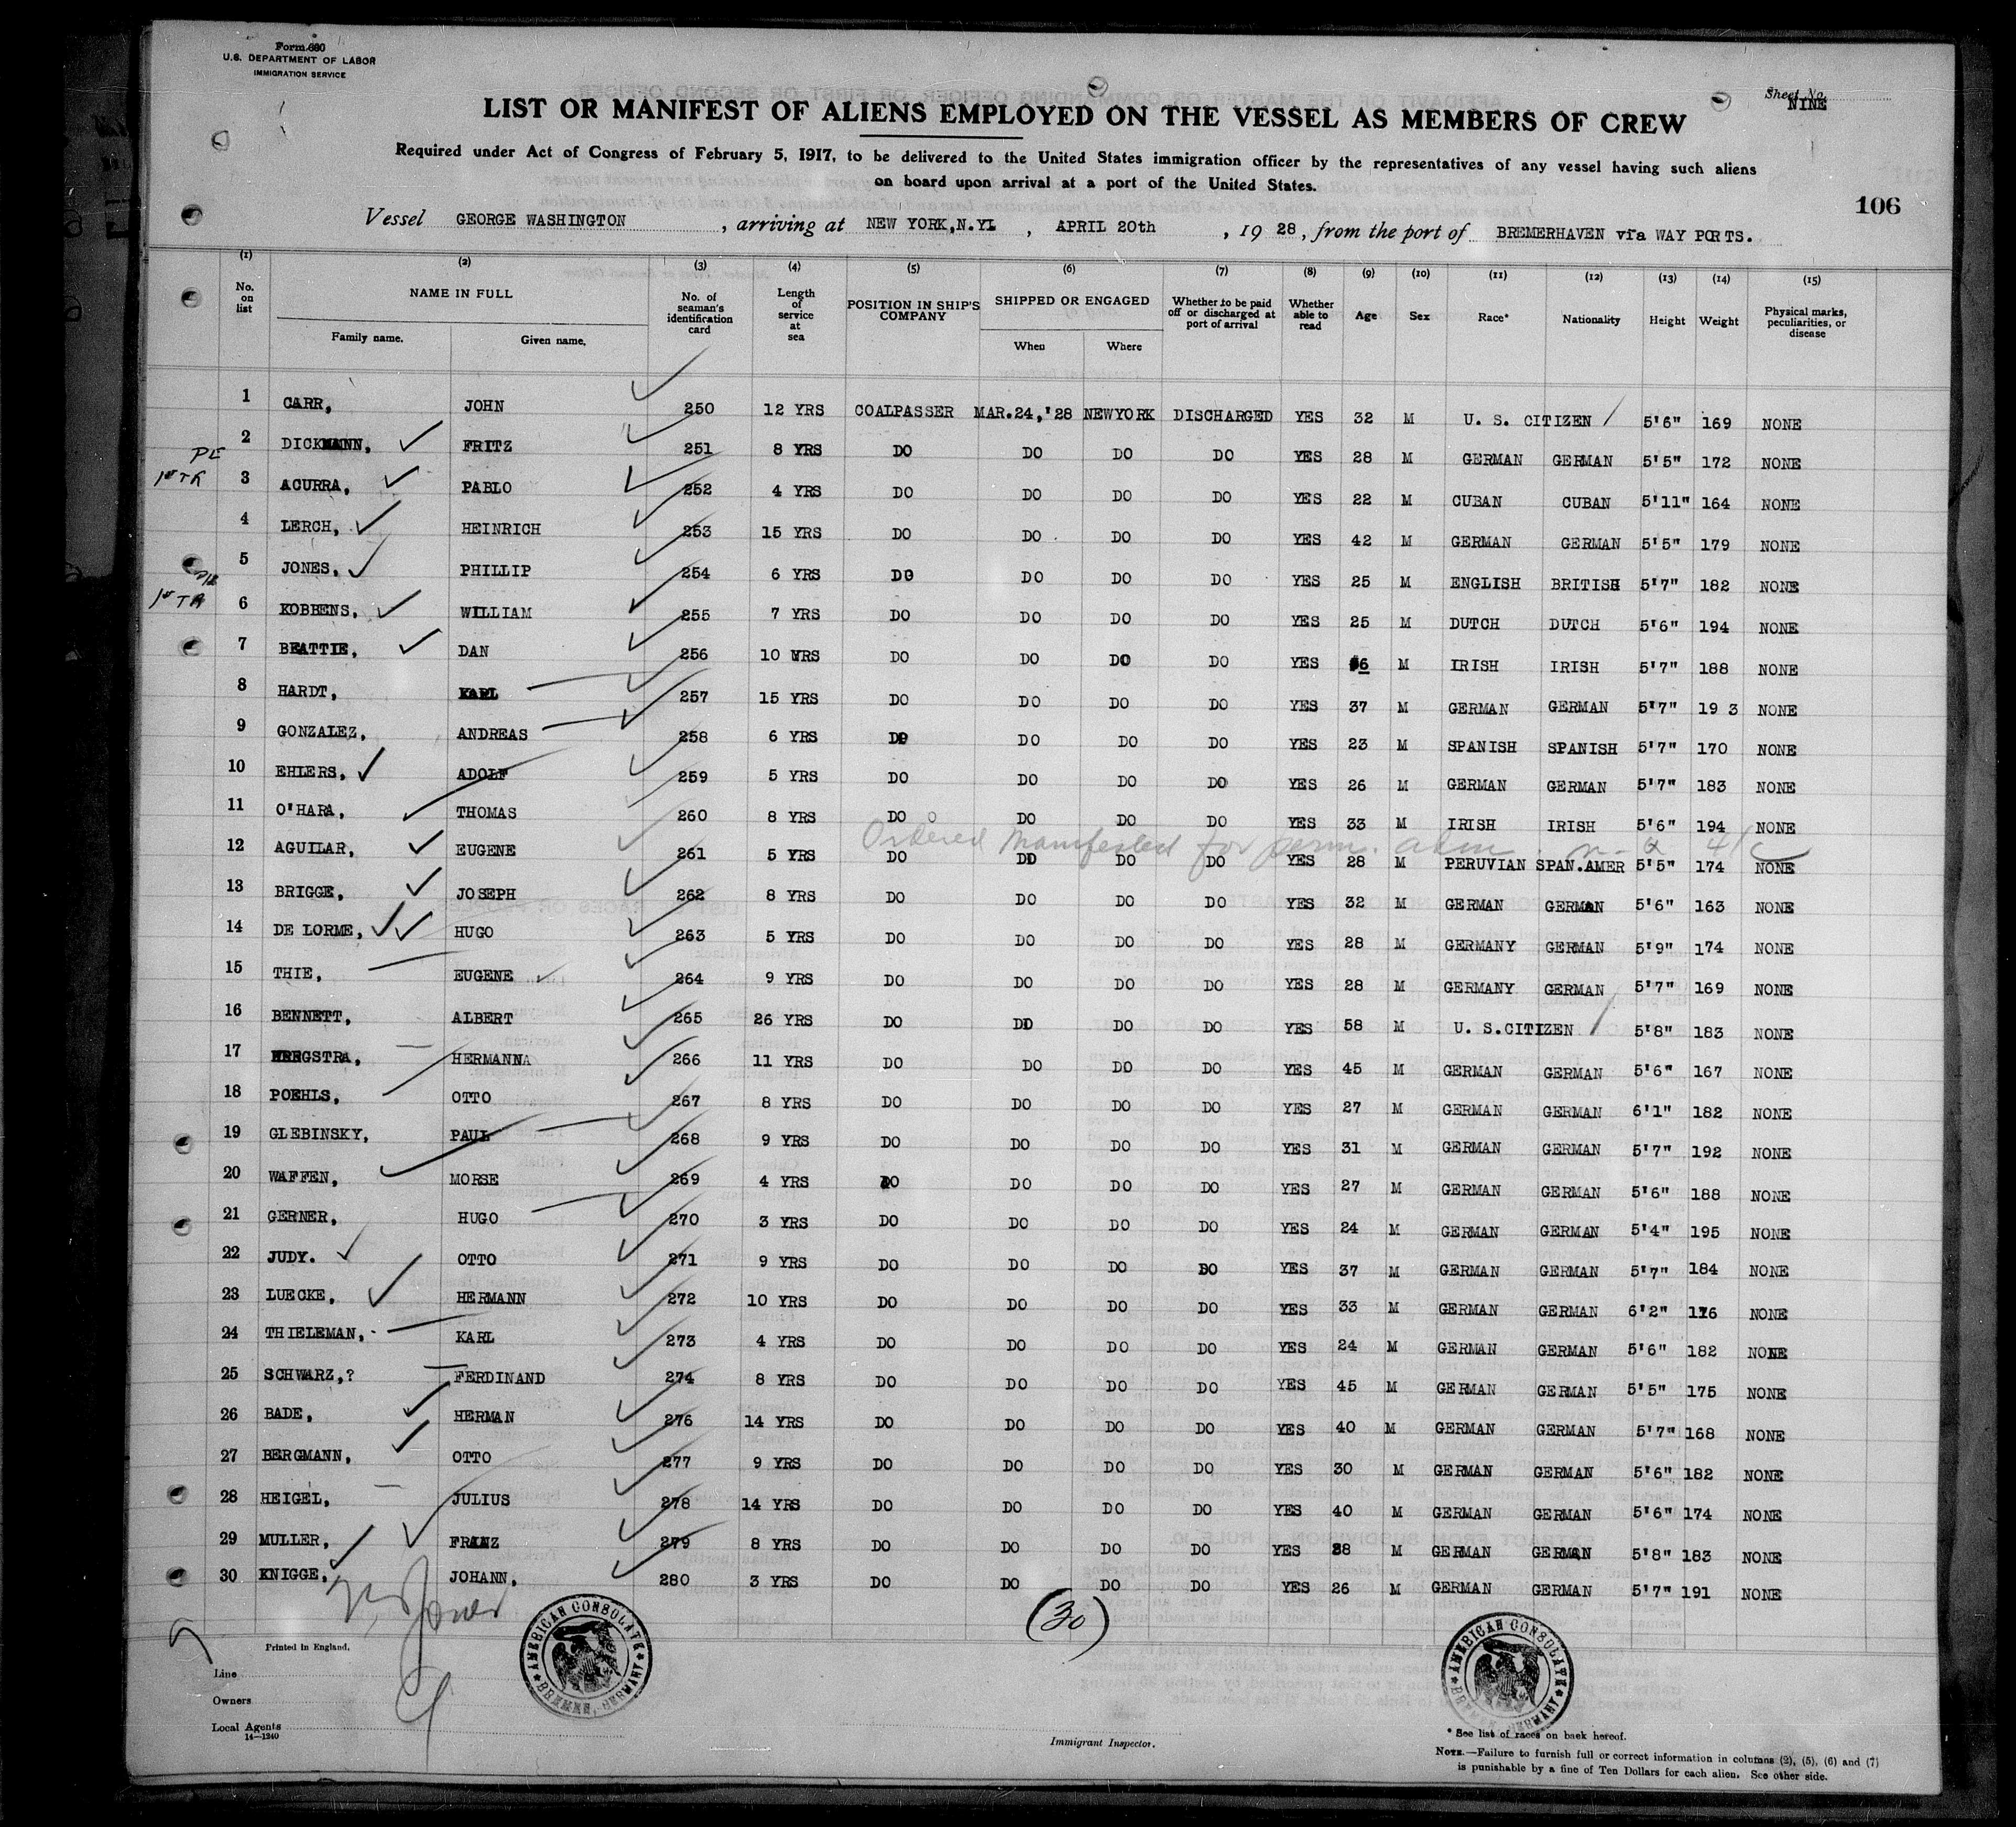 Form 680
U.S. DEPARTMENT OF LABOR
IMMIGRATION SERVICE
Sheet No. NINE
LIST OR MANIFEST OF ALIENS EMPLOYED ON THE VESSEL AS MEMBERS OF CREW
Required under Act of Congress of February 5, 1917, to be delivered to the United States immigration officer by the representatives of any vessel having such aliens
on board upon arrival at a port of the United States.
106
Vessel GEORGE WASHINGTON, arriving at NEW YORK, N.Y., APRIL 20th, 1928, from the port of BREMERHAVEN via WAY PORTS.
(1) (2) (3) (4) (5) (6) (7) (8) (9) (10) (11) (12) (13) (14) (15)
No. on list NAME IN FULL No. of seaman's identification card Length of service at sea POSITION IN SHIP'S COMPANY SHIPPED OR ENGAGED Whether to be paid off or discharged at port of arrival Whether able to read Age Sex Race* Nationality Height Weight Physical marks, peculiarities, or disease
Family name. Given name. When Where
1 CARR, JOHN 250 12 YRS COALPASSER MAR.24,'28 NEWYORK DISCHARGED YES 32 M U. S. CITIZEN 5'6" 169 NONE
2 DICKMANN, FRITZ 251 8 YRS DO DO DO DO YES 28 M GERMAN GERMAN 5'5" 172 NONE
1st TR 3 ACURRA, PABLO 252 4 YRS DO DO DO DO YES 22 M CUBAN CUBAN 5'11" 164 NONE
4 LERCH, HEINRICH 253 15 YRS DO DO DO DO YES 42 M GERMAN GERMAN 5'5" 179 NONE
5 JONES, PHILLIP 254 6 YRS DO DO DO DO YES 25 M ENGLISH BRITISH 5'7" 182 NONE
1st TR 6 KOBBENS, WILLIAM 255 7 YRS DO DO DO DO YES 25 M DUTCH DUTCH 5'6" 194 NONE
7 BEATTIE, DAN 256 10 YRS DO DO DO DO YES M IRISH IRISH 5'7" 188 NONE
8 HARDT, KARL 257 15 YRS DO DO DO DO YES 37 M GERMAN GERMAN 5'7" 19 3 NONE
9 GONZALEZ, ANDREAS 258 6 YRS DO DO DO DO YES 23 M SPANISH SPANISH 5'7" 170 NONE
10 EHLERS, ADOLF 259 5 YRS DO DO DO DO YES 26 M GERMAN GERMAN 5'7" 183 NONE
11 O'HARA, THOMAS 260 8 YRS DO DO DO DO YES 33 M IRISH IRISH 5'6" 194 NONE
Ordered Manifested for perm. adm.
12 AGUILAR, EUGENE 261 5 YRS DO DO DO DO YES 28 M PERUVIAN SPAN.AMER 5'5" 174 NONE
13 BRIGGE, JOSEPH 262 8 YRS DO DO DO DO YES 32 M GERMAN GERMAN 5'6" 163 NONE
14 DE LORME, HUGO 263 5 YRS DO DO DO DO YES 28 M GERMANY GERMAN 5'9" 174 NONE
15 THIE, EUGENE 264 9 YRS DO DO DO DO YES 28 M GERMANY GERMAN 5'7" 169 NONE
16 BENNETT, ALBERT 265 26 YRS DO DO DO DO YES 58 M U. S.CITIZEN 5'8" 183 NONE
17 HERMANNA 266 11 YRS DO DO DO DO YES 45 M GERMAN GERMAN 5'6" 167 NONE
18 POEHLS, OTTO 267 8 YRS DO DO DO DO YES 27 M GERMAN GERMAN 6'1" 182 NONE
19 GLEBINSKY, PAUL 268 9 YRS DO DO DO DO YES 31 M GERMAN GERMAN 5'7" 192 NONE
20 WAFFEN, MORSE 269 4 YRS DO DO DO DO YES 27 M GERMAN GERMAN 5'6" 188 NONE
21 GERNER, HUGO 270 3 YRS DO DO DO DO YES 24 M GERMAN GERMAN 5'4" 195 NONE
22 JUDY. OTTO 271 9 YRS DO DO DO DO YES 37 M GERMAN GERMAN 5'7" 184 NONE
23 LUECKE, HERMANN 272 10 YRS DO DO DO DO YES 33 M GERMAN GERMAN 6'2" NONE
24 THIELEMAN, KARL 273 4 YRS DO DO DO DO YES 24 M GERMAN GERMAN 5'6" 182 NONE
25 SCHWARZ,? FERDINAND 274 8 YRS DO DO DO DO YES 45 M GERMAN GERMAN 5'5" 175 NONE
26 BADE, HERMAN 276 14 YRS DO DO DO DO YES 40 M GERMAN GERMAN 5'7" 168 NONE
27 BERGMANN, OTTO 277 9 YRS DO DO DO DO YES 30 M GERMAN GERMAN 5'6" 182 NONE
28 HEIGEL, JULIUS 278 14 YRS DO DO DO DO YES 40 M GERMAN GERMAN 5'6" 174 NONE
29 MULLER, FRANZ 279 8 YRS DO DO DO DO YES M GERMAN GERMAN 5'8" 183 NONE
30 KNIGGE, JOHANN, 280 3 YRS DO DO DO DO YES 26 M GERMAN GERMAN 5'7" 191 NONE
(30)
AMERICAN CONSULATE BREMEN, GERMANY
AMERICAN CONSULATE BREMEN, GERMANY
Printed in England.
Line
Owners
Local Agents
14—1240
Immigrant Inspector.
* See list of races on back hereof.
NOTE.—Failure to furnish full or correct information in columns (2), (5), (6) and (7)
is punishable by a fine of Ten Dollars for each alien. See other side.